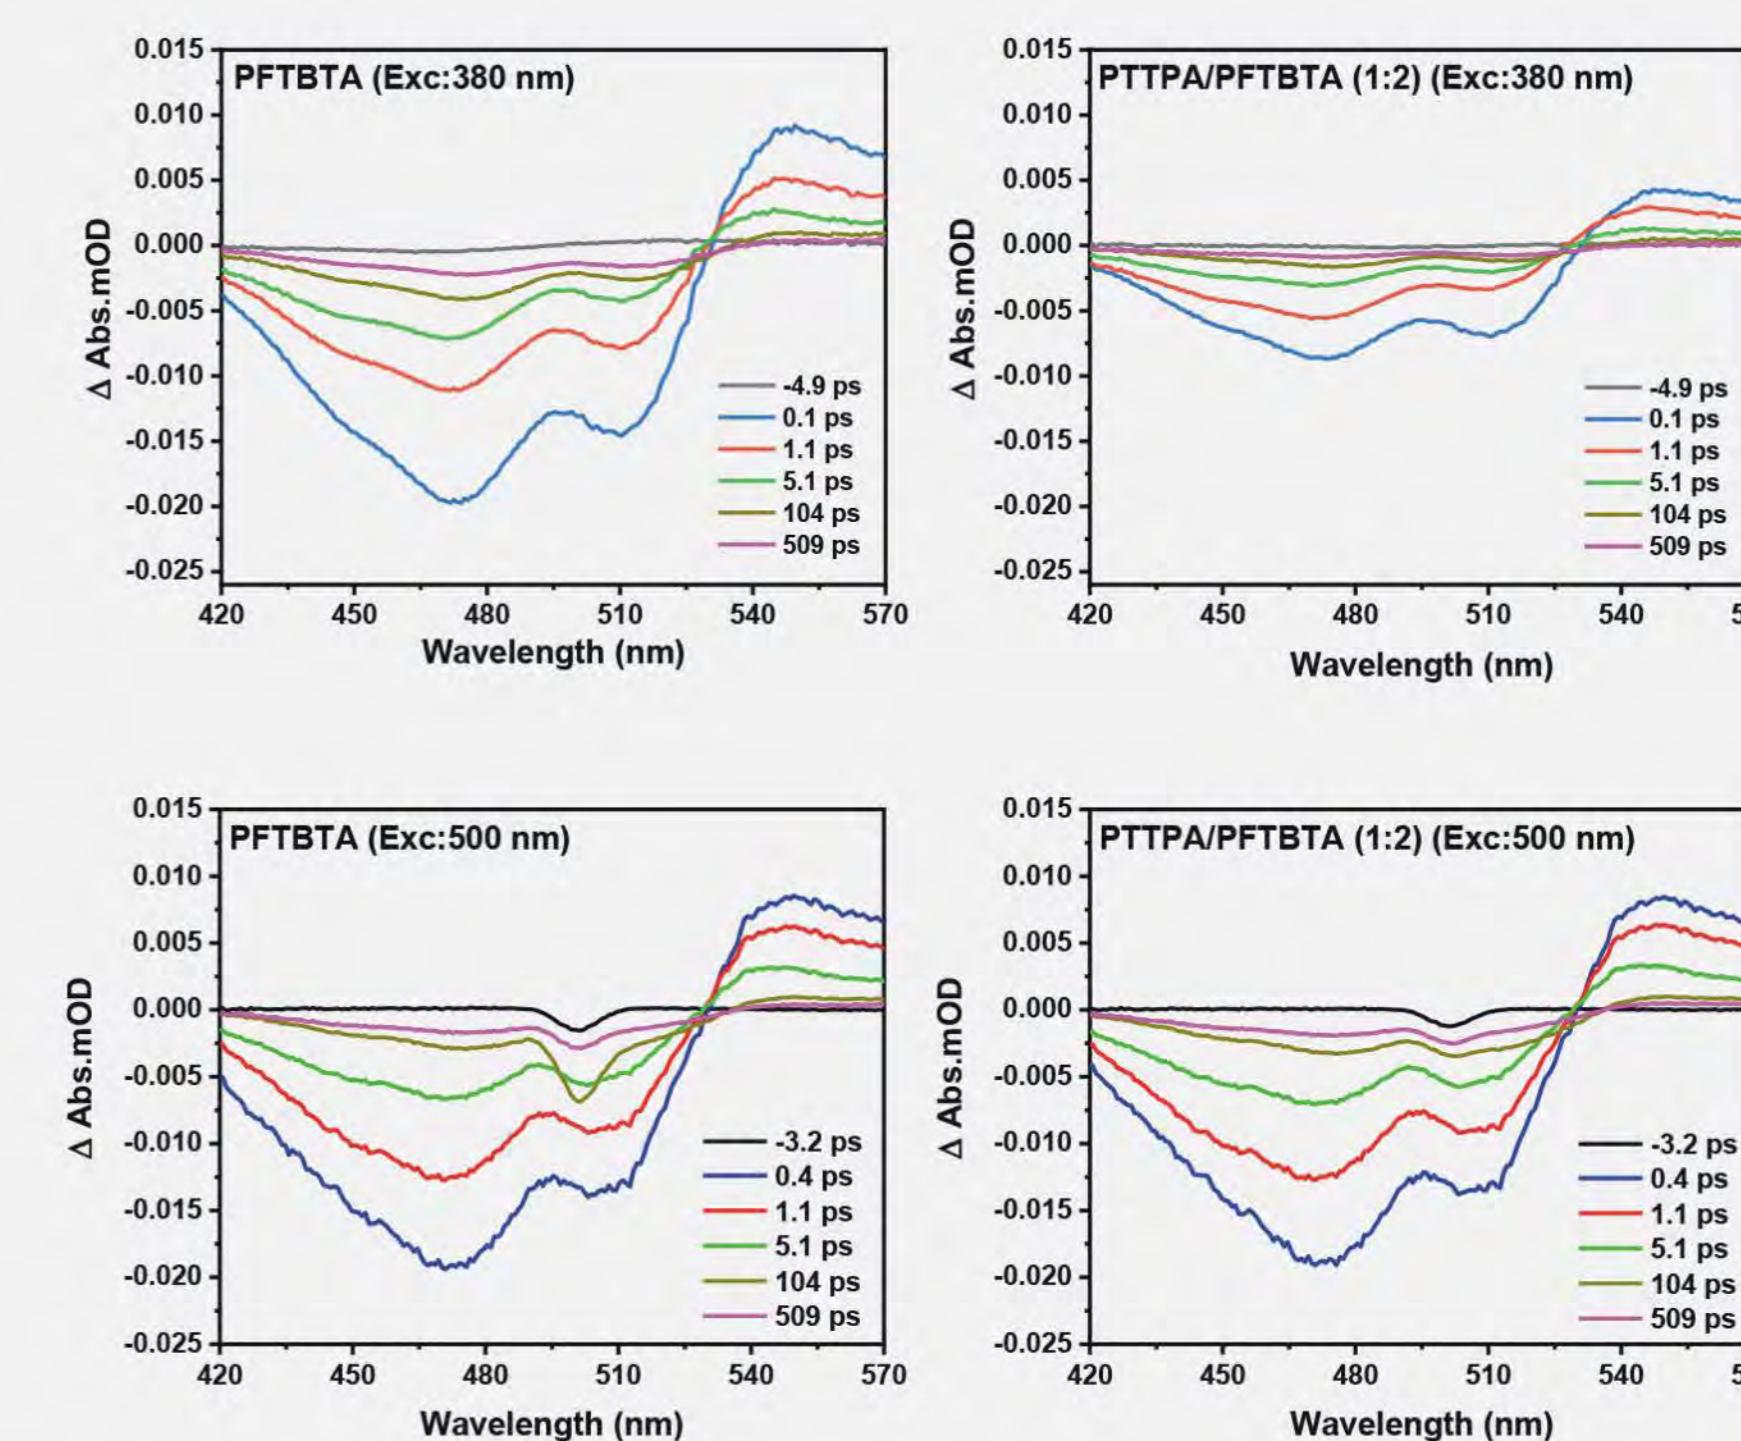 PFTBTA (Exc:380 nm)
0.015
0.010
0.005
0.000
-0.005
-0.010
-0.015
-0.020
-0.025
Δ Abs.mOD
-4.9 ps
0.1 ps
1.1 ps
5.1 ps
104 ps
509 ps
420 450 480 510 540 570
Wavelength (nm)
PTTPA/PFTBTA (1:2) (Exc:380 nm)
0.015
0.010
0.005
0.000
-0.005
-0.010
-0.015
-0.020
-0.025
Δ Abs.mOD
-4.9 ps
0.1 ps
1.1 ps
5.1 ps
104 ps
509 ps
420 450 480 510 540 5
Wavelength (nm)
PFTBTA (Exc:500 nm)
0.015
0.010
0.005
0.000
-0.005
-0.010
-0.015
-0.020
-0.025
Δ Abs.mOD
-3.2 ps
0.4 ps
1.1 ps
5.1 ps
104 ps
509 ps
420 450 480 510 540 570
Wavelength (nm)
PTTPA/PFTBTA (1:2) (Exc:500 nm)
0.015
0.010
0.005
0.000
-0.005
-0.010
-0.015
-0.020
-0.025
Δ Abs.mOD
-3.2 ps
0.4 ps
1.1 ps
5.1 ps
104 ps
509 ps
420 450 480 510 540 5
Wavelength (nm)